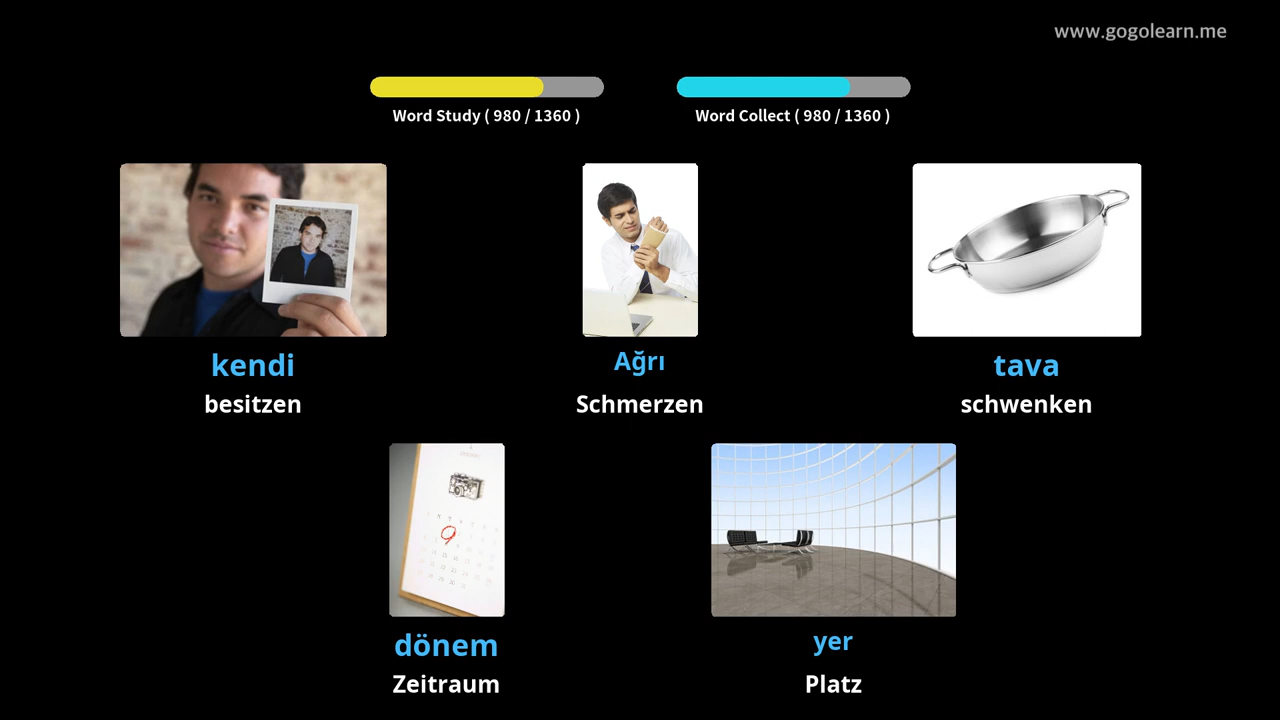 www.gogolearn.me
Word Study ( 980 / 1360 )
Word Collect ( 980 / 1360 )
kendi
besitzen
Ağrı
Schmerzen
tava
schwenken
dönem
Zeitraum
yer
Platz